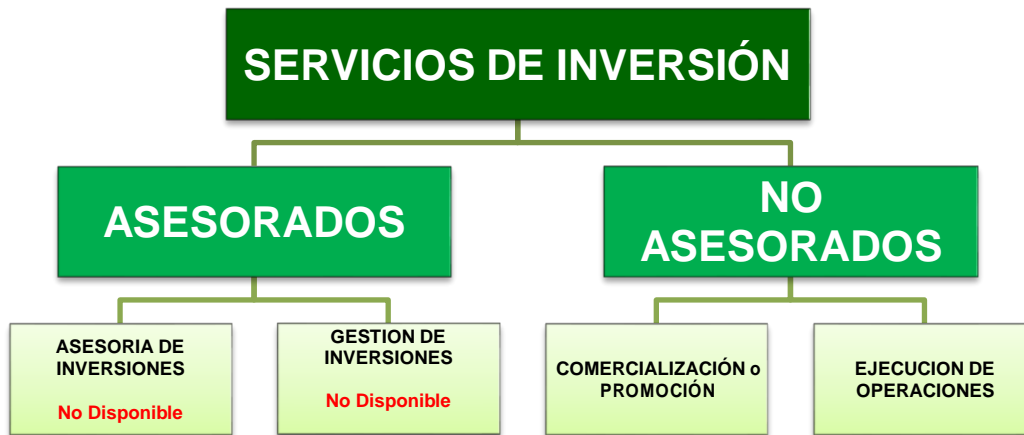 SERVICIOS DE INVERSIÓN
ASESORADOS
NO
ASESORADOS
ASESORIA DE
INVERSIONES
No Disponible
GESTION DE
INVERSIONES
No Disponible
COMERCIALIZACIÓN o
PROMOCIÓN
EJECUCION DE
OPERACIONES